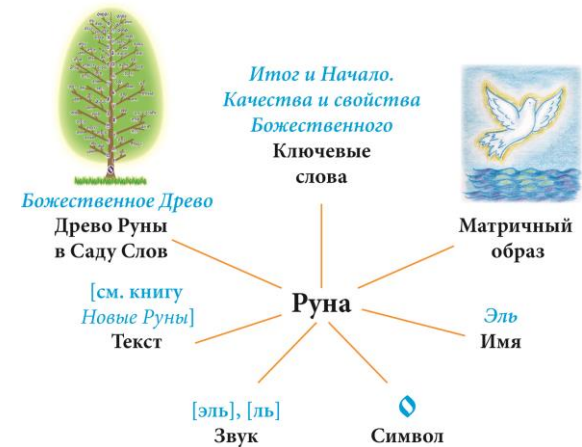 Итог и Начало.
Качества и свойства
Божественного
Ключевые
слова
Божественное Древо
Древо Руны
в Саду Слов
Матричный
образ
[см. книгу
Новые Руны]
Текст
Руна
Эль
Имя
[эль], [ль]
Звук
Символ